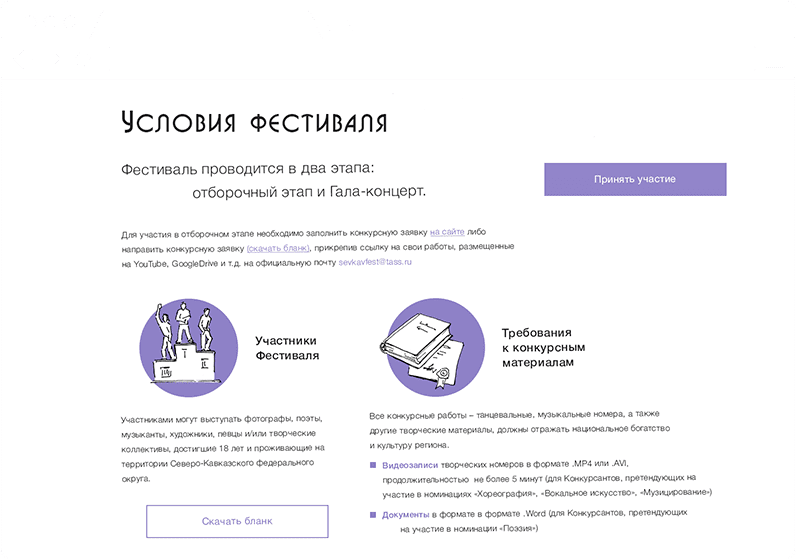 Условия фестиваля
Фестиваль проводится в два этапа:
отборочный этап и Гала-концерт.
Принять участие
Для участия в отборочном этапе необходимо заполнить конкурсную заявку на сайте либо
направить конкурсную заявку (скачать бланк), прикрепив ссылку на свои работы, размещенные
на YouTube, GoogleDrive и т.д. на официальную почту sevkavfest@tass.ru
Участники
Фестиваля
Участниками могут выступать фотографы, поэты,
музыканты, художники, певцы и/или творческие
коллективы, достигшие 18 лет и проживающие на
территории Северо-Кавказского Федерального
округа.
Скачать бланк
Требования
к конкурсным
материалам
Все конкурсные работы – танцевальные, музыкальные номера, а также
другие творческие материалы, должны отражать национальное богатство
и культуру региона.
Видеозаписи творческих номеров в формате .MP4 или .AVI,
продолжительностью не более 5 минут (для Конкурсантов, претендующих на
участие в номинациях «Хореография», «Вокальное искусство», «Музицирование»)
Документы в формате в формате .Word (для Конкурсантов, претендующих
на участие в номинации «Поэзия»)